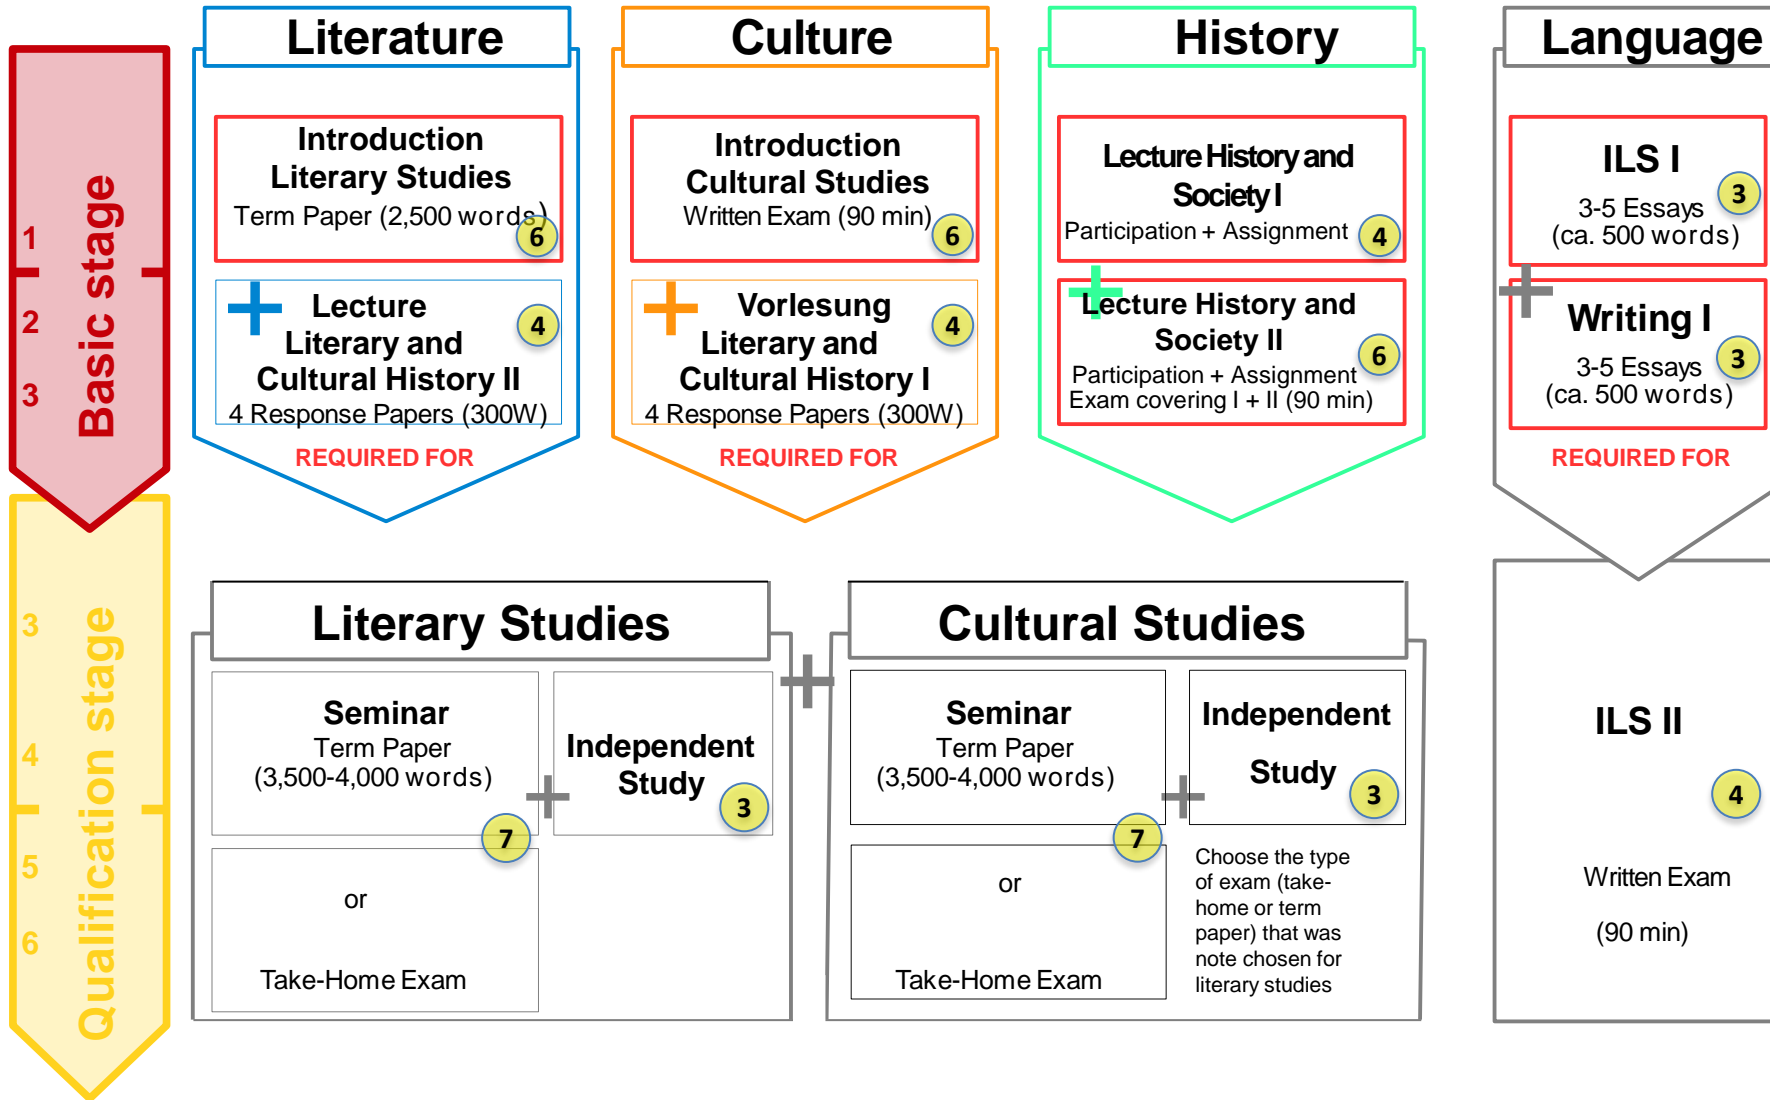 Literature
Culture
History
Language
Basic stage
1
2
3
Introduction
Literary Studies
Term Paper (2,500 words)
6
Lecture
Literary and
Cultural History II
4 Response Papers (300W)
4
REQUIRED FOR
Introduction
Cultural Studies
Written Exam (90 min)
6
Vorlesung
Literary and
Cultural History I
4 Response Papers (300W)
4
REQUIRED FOR
Lecture History and
Society I
Participation + Assignment
4
Lecture History and
Society II
Participation + Assignment
Exam covering I + II (90 min)
6
ILS I
3-5 Essays
(ca. 500 words)
3
Writing I
3-5 Essays
(ca. 500 words)
3
REQUIRED FOR
Qualification stage
3
4
5
6
Literary Studies
Seminar
Term Paper
(3,500-4,000 words)
7
or
Take-Home Exam
Independent
Study
3
Cultural Studies
Seminar
Term Paper
(3,500-4,000 words)
7
or
Take-Home Exam
Independent
Study
3
Choose the type
of exam (take-
home or term
paper) that was
note chosen for
literary studies
ILS II
4
Written Exam
(90 min)